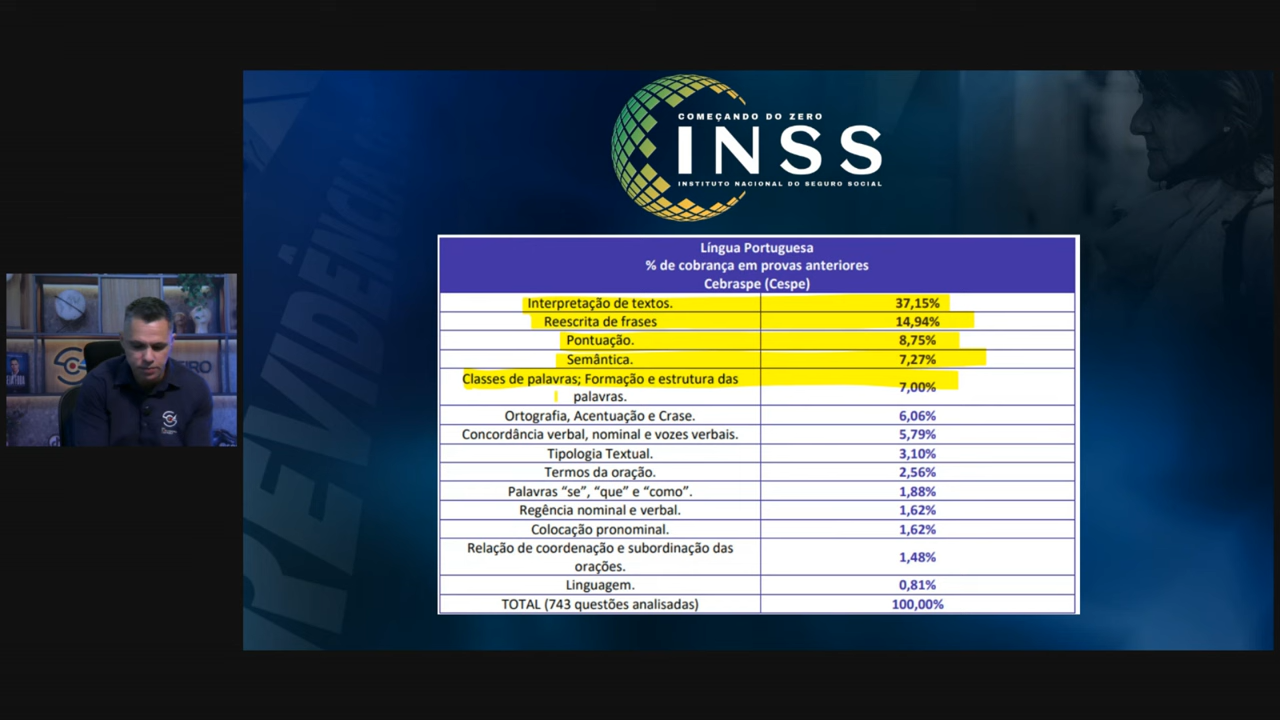 COMEÇANDO DO ZERO
INSS
INSTITUTO NACIONAL DO SEGURO SOCIAL
REVIDÊNCIA
Língua Portuguesa
% de cobrança em provas anteriores
Cebraspe (Cespe)
Interpretação de textos. 37,15%
Reescrita de frases 14,94%
Pontuação. 8,75%
Semântica. 7,27%
Classes de palavras; Formação e estrutura das
palavras. 7,00%
Ortografia, Acentuação e Crase. 6,06%
Concordância verbal, nominal e vozes verbais. 5,79%
Tipologia Textual. 3,10%
Termos da oração. 2,56%
Palavras “se”, “que” e “como”. 1,88%
Regência nominal e verbal. 1,62%
Colocação pronominal. 1,62%
Relação de coordenação e subordinação das
orações. 1,48%
Linguagem. 0,81%
TOTAL (743 questões analisadas) 100,00%